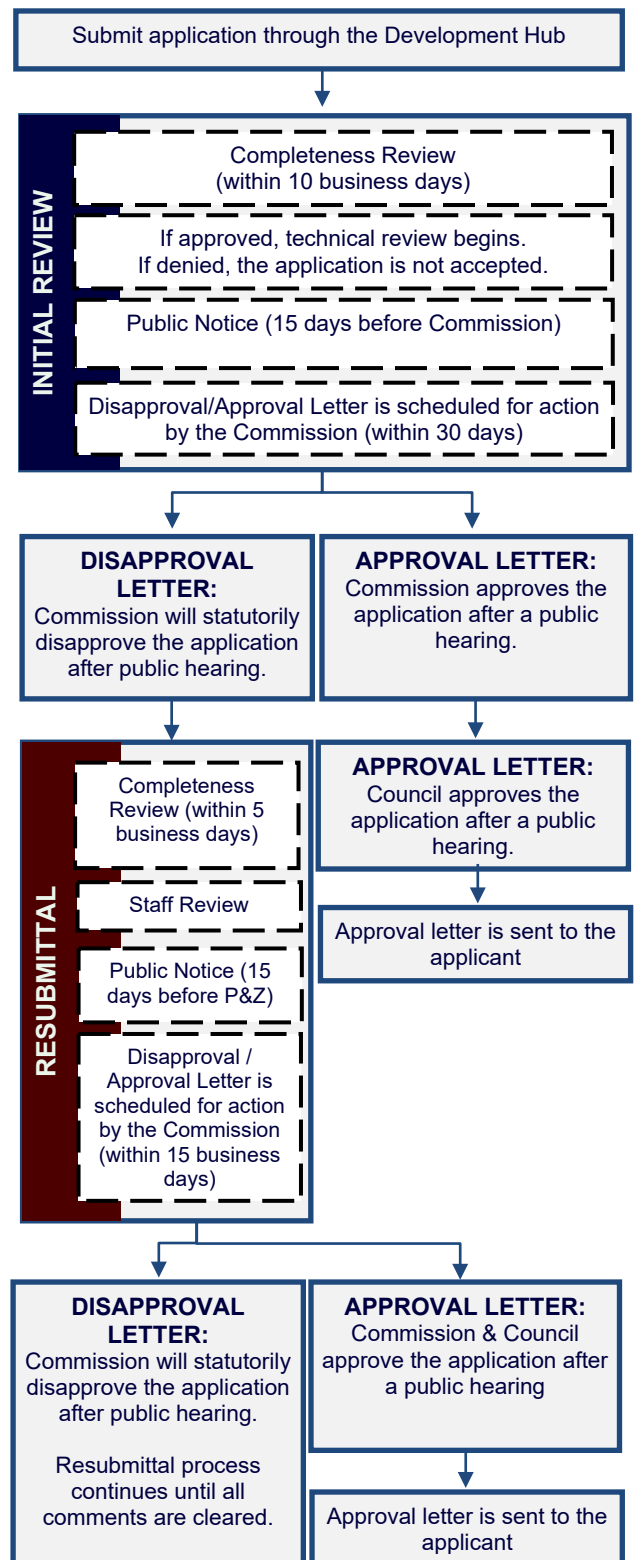 Submit application through the Development Hub
INITIAL REVIEW
Completeness Review
(within 10 business days)
If approved, technical review begins.
If denied, the application is not accepted.
Public Notice (15 days before Commission)
Disapproval/Approval Letter is scheduled for action
by the Commission (within 30 days)
DISAPPROVAL
LETTER:
Commission will statutorily
disapprove the application
after public hearing.
APPROVAL LETTER:
Commission approves the
application after a public
hearing.
RESUBMITTAL
Completeness
Review (within 5
business days)
Staff Review
Public Notice (15
days before P&Z)
Disapproval /
Approval Letter is
scheduled for action
by the Commission
(within 15 business
days)
APPROVAL LETTER:
Council approves the
application after a public
hearing.
Approval letter is sent to the
applicant
DISAPPROVAL
LETTER:
Commission will statutorily
disapprove the application
after public hearing.
Resubmittal process
continues until all
comments are cleared.
APPROVAL LETTER:
Commission & Council
approve the application after
a public hearing
Approval letter is sent to the
applicant